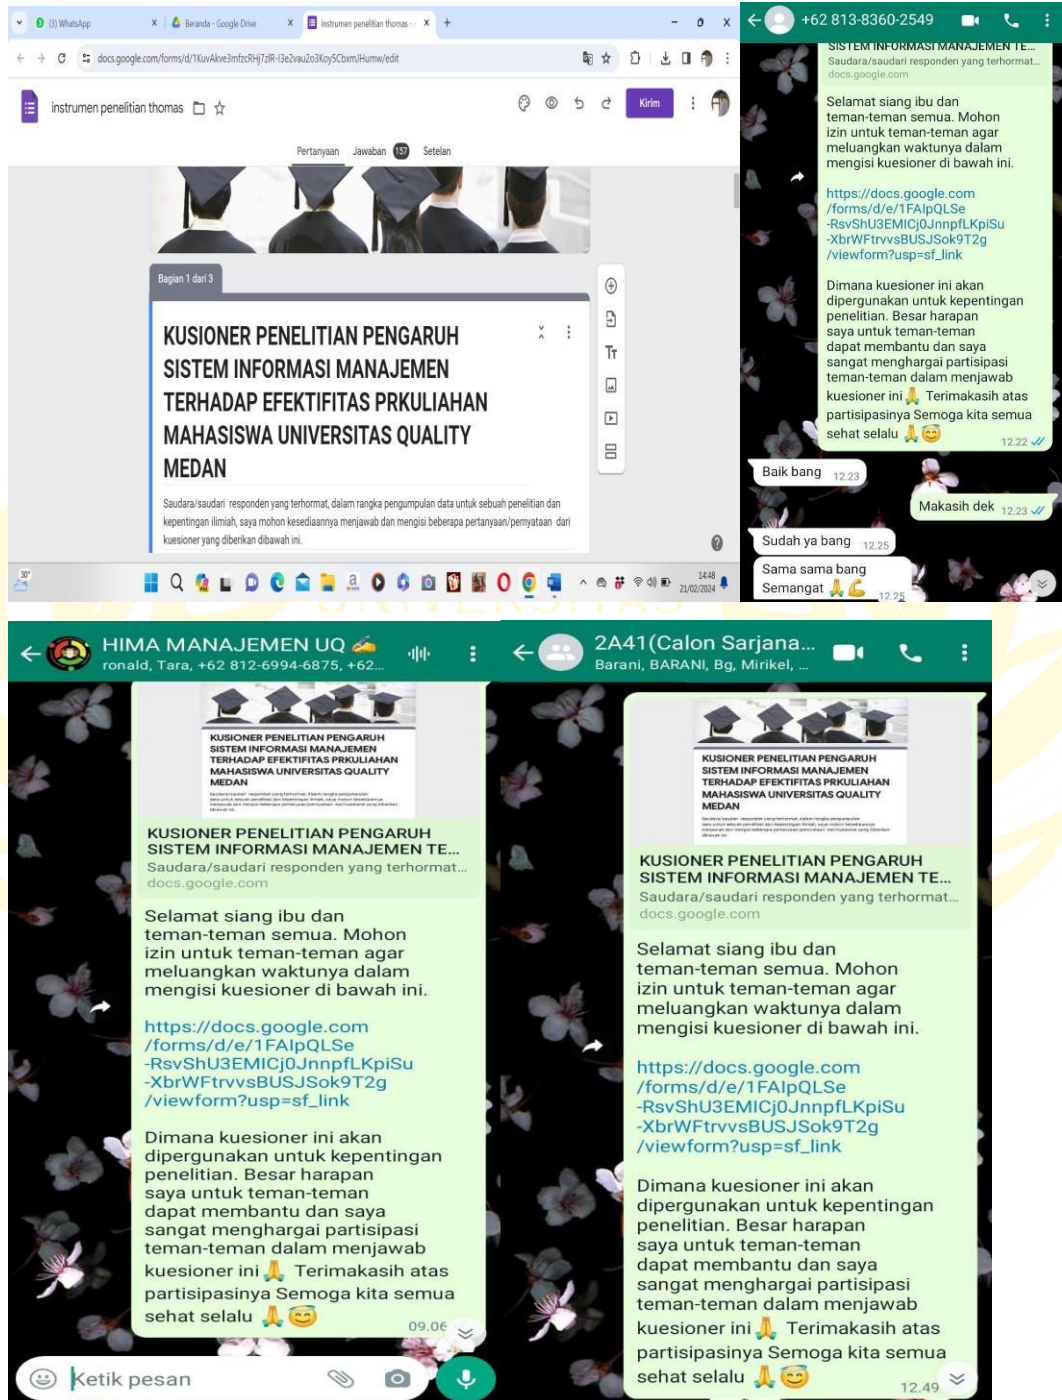 (3) WhatsApp
Beranda - Google Drive
instrumen penelitian thomas -
docs.google.com/forms/d/1KuvAkve3mfzcRHj7zlR-I3e2vau2o3Koy5CbxmJHumw/edit
instrumen penelitian thomas
Kirim
Pertanyaan Jawaban 157 Setelan
Bagian 1 dari 3
KUSIONER PENELITIAN PENGARUH
SISTEM INFORMASI MANAJEMEN
TERHADAP EFEKTIFITAS PRKULIAHAN
MAHASISWA UNIVERSITAS QUALITY
MEDAN
Saudara/saudari responden yang terhormat, dalam rangka pengumpulan data untuk sebuah penelitian dan
kepentingan ilimiah, saya mohon kesediaannya menjawab dan mengisi beberapa pertanyaan/pernyataan dari
kuesioner yang diberikan dibawah ini.
30°
14:48
21/02/2024
+62 813-8360-2549
SISTEM INFORMASI MANAJEMEN TE...
Saudara/saudari responden yang terhormat...
docs.google.com
Selamat siang ibu dan
teman-teman semua. Mohon
izin untuk teman-teman agar
meluangkan waktunya dalam
mengisi kuesioner di bawah ini.
https://docs.google.com
/forms/d/e/1FAIpQLSe
-RsvShU3EMICj0JnnpfLKpiSu
-XbrWFtrvvsBUSJSok9T2g
/viewform?usp=sf_link
Dimana kuesioner ini akan
dipergunakan untuk kepentingan
penelitian. Besar harapan
saya untuk teman-teman
dapat membantu dan saya
sangat menghargai partisipasi
teman-teman dalam menjawab
kuesioner ini🙏 Terimakasih atas
partisipasinya Semoga kita semua
sehat selalu 🙏😇
12.22
Baik bang 12.23
Makasih dek 12.23
Sudah ya bang 12.25
Sama sama bang
Semangat 🙏💪 12.25
UNIVERSITAS
HIMA MANAJEMEN UQ ✍️
ronald, Tara, +62 812-6994-6875, +62...
KUSIONER PENELITIAN PENGARUH
SISTEM INFORMASI MANAJEMEN
TERHADAP EFEKTIFITAS PRKULIAHAN
MAHASISWA UNIVERSITAS QUALITY
MEDAN
KUSIONER PENELITIAN PENGARUH
SISTEM INFORMASI MANAJEMEN TE...
Saudara/saudari responden yang terhormat...
docs.google.com
Selamat siang ibu dan
teman-teman semua. Mohon
izin untuk teman-teman agar
meluangkan waktunya dalam
mengisi kuesioner di bawah ini.
https://docs.google.com
/forms/d/e/1FAIpQLSe
-RsvShU3EMICj0JnnpfLKpiSu
-XbrWFtrvvsBUSJSok9T2g
/viewform?usp=sf_link
Dimana kuesioner ini akan
dipergunakan untuk kepentingan
penelitian. Besar harapan
saya untuk teman-teman
dapat membantu dan saya
sangat menghargai partisipasi
teman-teman dalam menjawab
kuesioner ini🙏 Terimakasih atas
partisipasinya Semoga kita semua
sehat selalu 🙏😇
09.06
Ketik pesan
2A41(Calon Sarjana...
Barani, BARANI, Bg, Mirikel, ...
KUSIONER PENELITIAN PENGARUH
SISTEM INFORMASI MANAJEMEN
TERHADAP EFEKTIFITAS PRKULIAHAN
MAHASISWA UNIVERSITAS QUALITY
MEDAN
KUSIONER PENELITIAN PENGARUH
SISTEM INFORMASI MANAJEMEN TE...
Saudara/saudari responden yang terhormat...
docs.google.com
Selamat siang ibu dan
teman-teman semua. Mohon
izin untuk teman-teman agar
meluangkan waktunya dalam
mengisi kuesioner di bawah ini.
https://docs.google.com
/forms/d/e/1FAIpQLSe
-RsvShU3EMICj0JnnpfLKpiSu
-XbrWFtrvvsBUSJSok9T2g
/viewform?usp=sf_link
Dimana kuesioner ini akan
dipergunakan untuk kepentingan
penelitian. Besar harapan
saya untuk teman-teman
dapat membantu dan saya
sangat menghargai partisipasi
teman-teman dalam menjawab
kuesioner ini🙏 Terimakasih atas
partisipasinya Semoga kita semua
sehat selalu 🙏😇
12.49